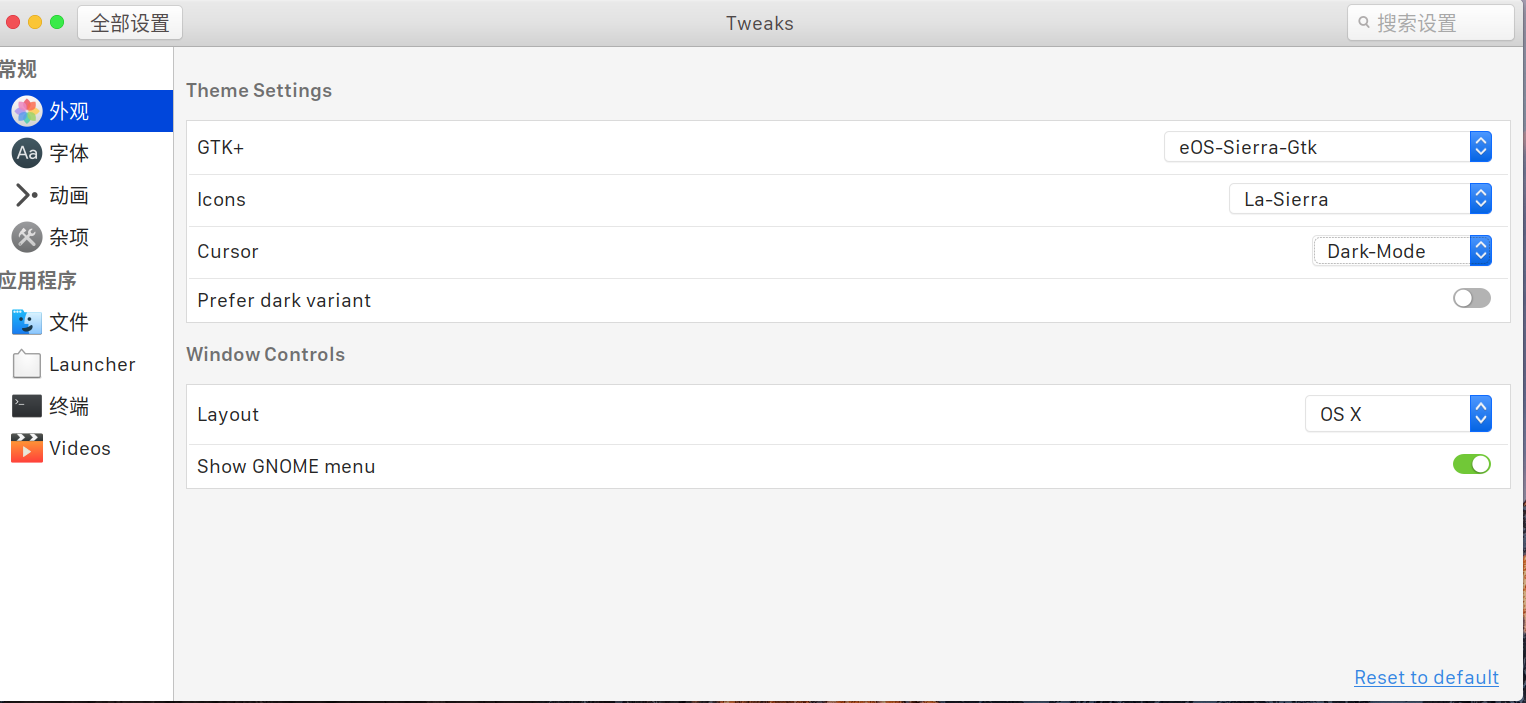 全部设置
Tweaks
搜索设置
常规
外观
Aa 字体
动画
杂项
应用程序
文件
Launcher
终端
Videos
Theme Settings
GTK+ eOS-Sierra-Gtk
Icons La-Sierra
Cursor Dark-Mode
Prefer dark variant
Window Controls
Layout OS X
Show GNOME menu
Reset to default